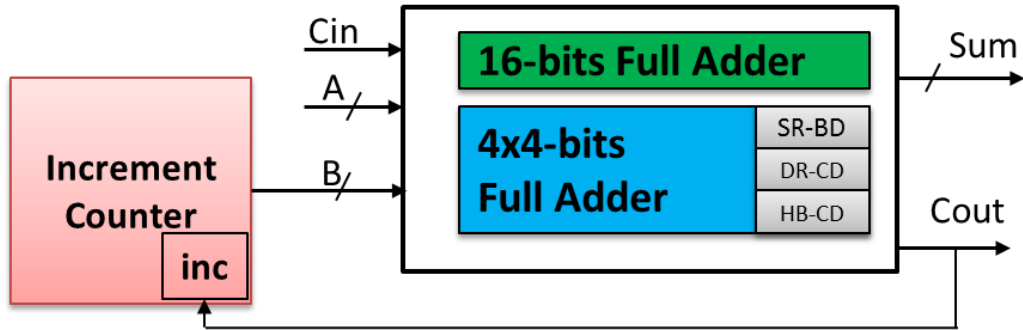 Cin
A
B
Increment
Counter
inc
16-bits Full Adder
4x4-bits
Full Adder
SR-BD
DR-CD
HB-CD
Sum
Cout